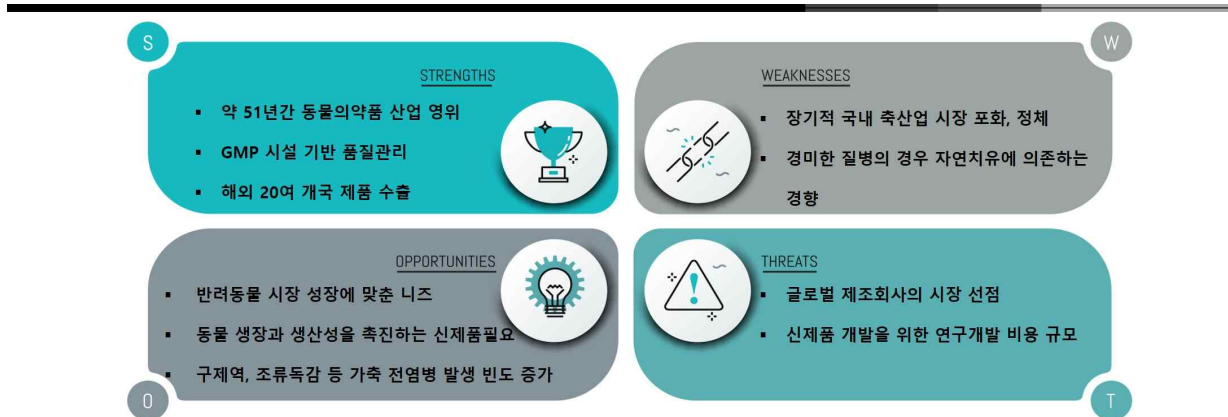 S
STRENGTHS
▪ 약 51년간 동물의약품 산업 영위
▪ GMP 시설 기반 품질관리
▪ 해외 20여 개국 제품 수출
W
WEAKNESSES
▪ 장기적 국내 축산업 시장 포화, 정체
▪ 경미한 질병의 경우 자연치유에 의존하는
경향
OPPORTUNITIES
▪ 반려동물 시장 성장에 맞춘 니즈
▪ 동물 생장과 생산성을 촉진하는 신제품필요
▪ 구제역, 조류독감 등 가축 전염병 발생 빈도 증가
O
THREATS
▪ 글로벌 제조회사의 시장 선점
▪ 신제품 개발을 위한 연구개발 비용 규모
T